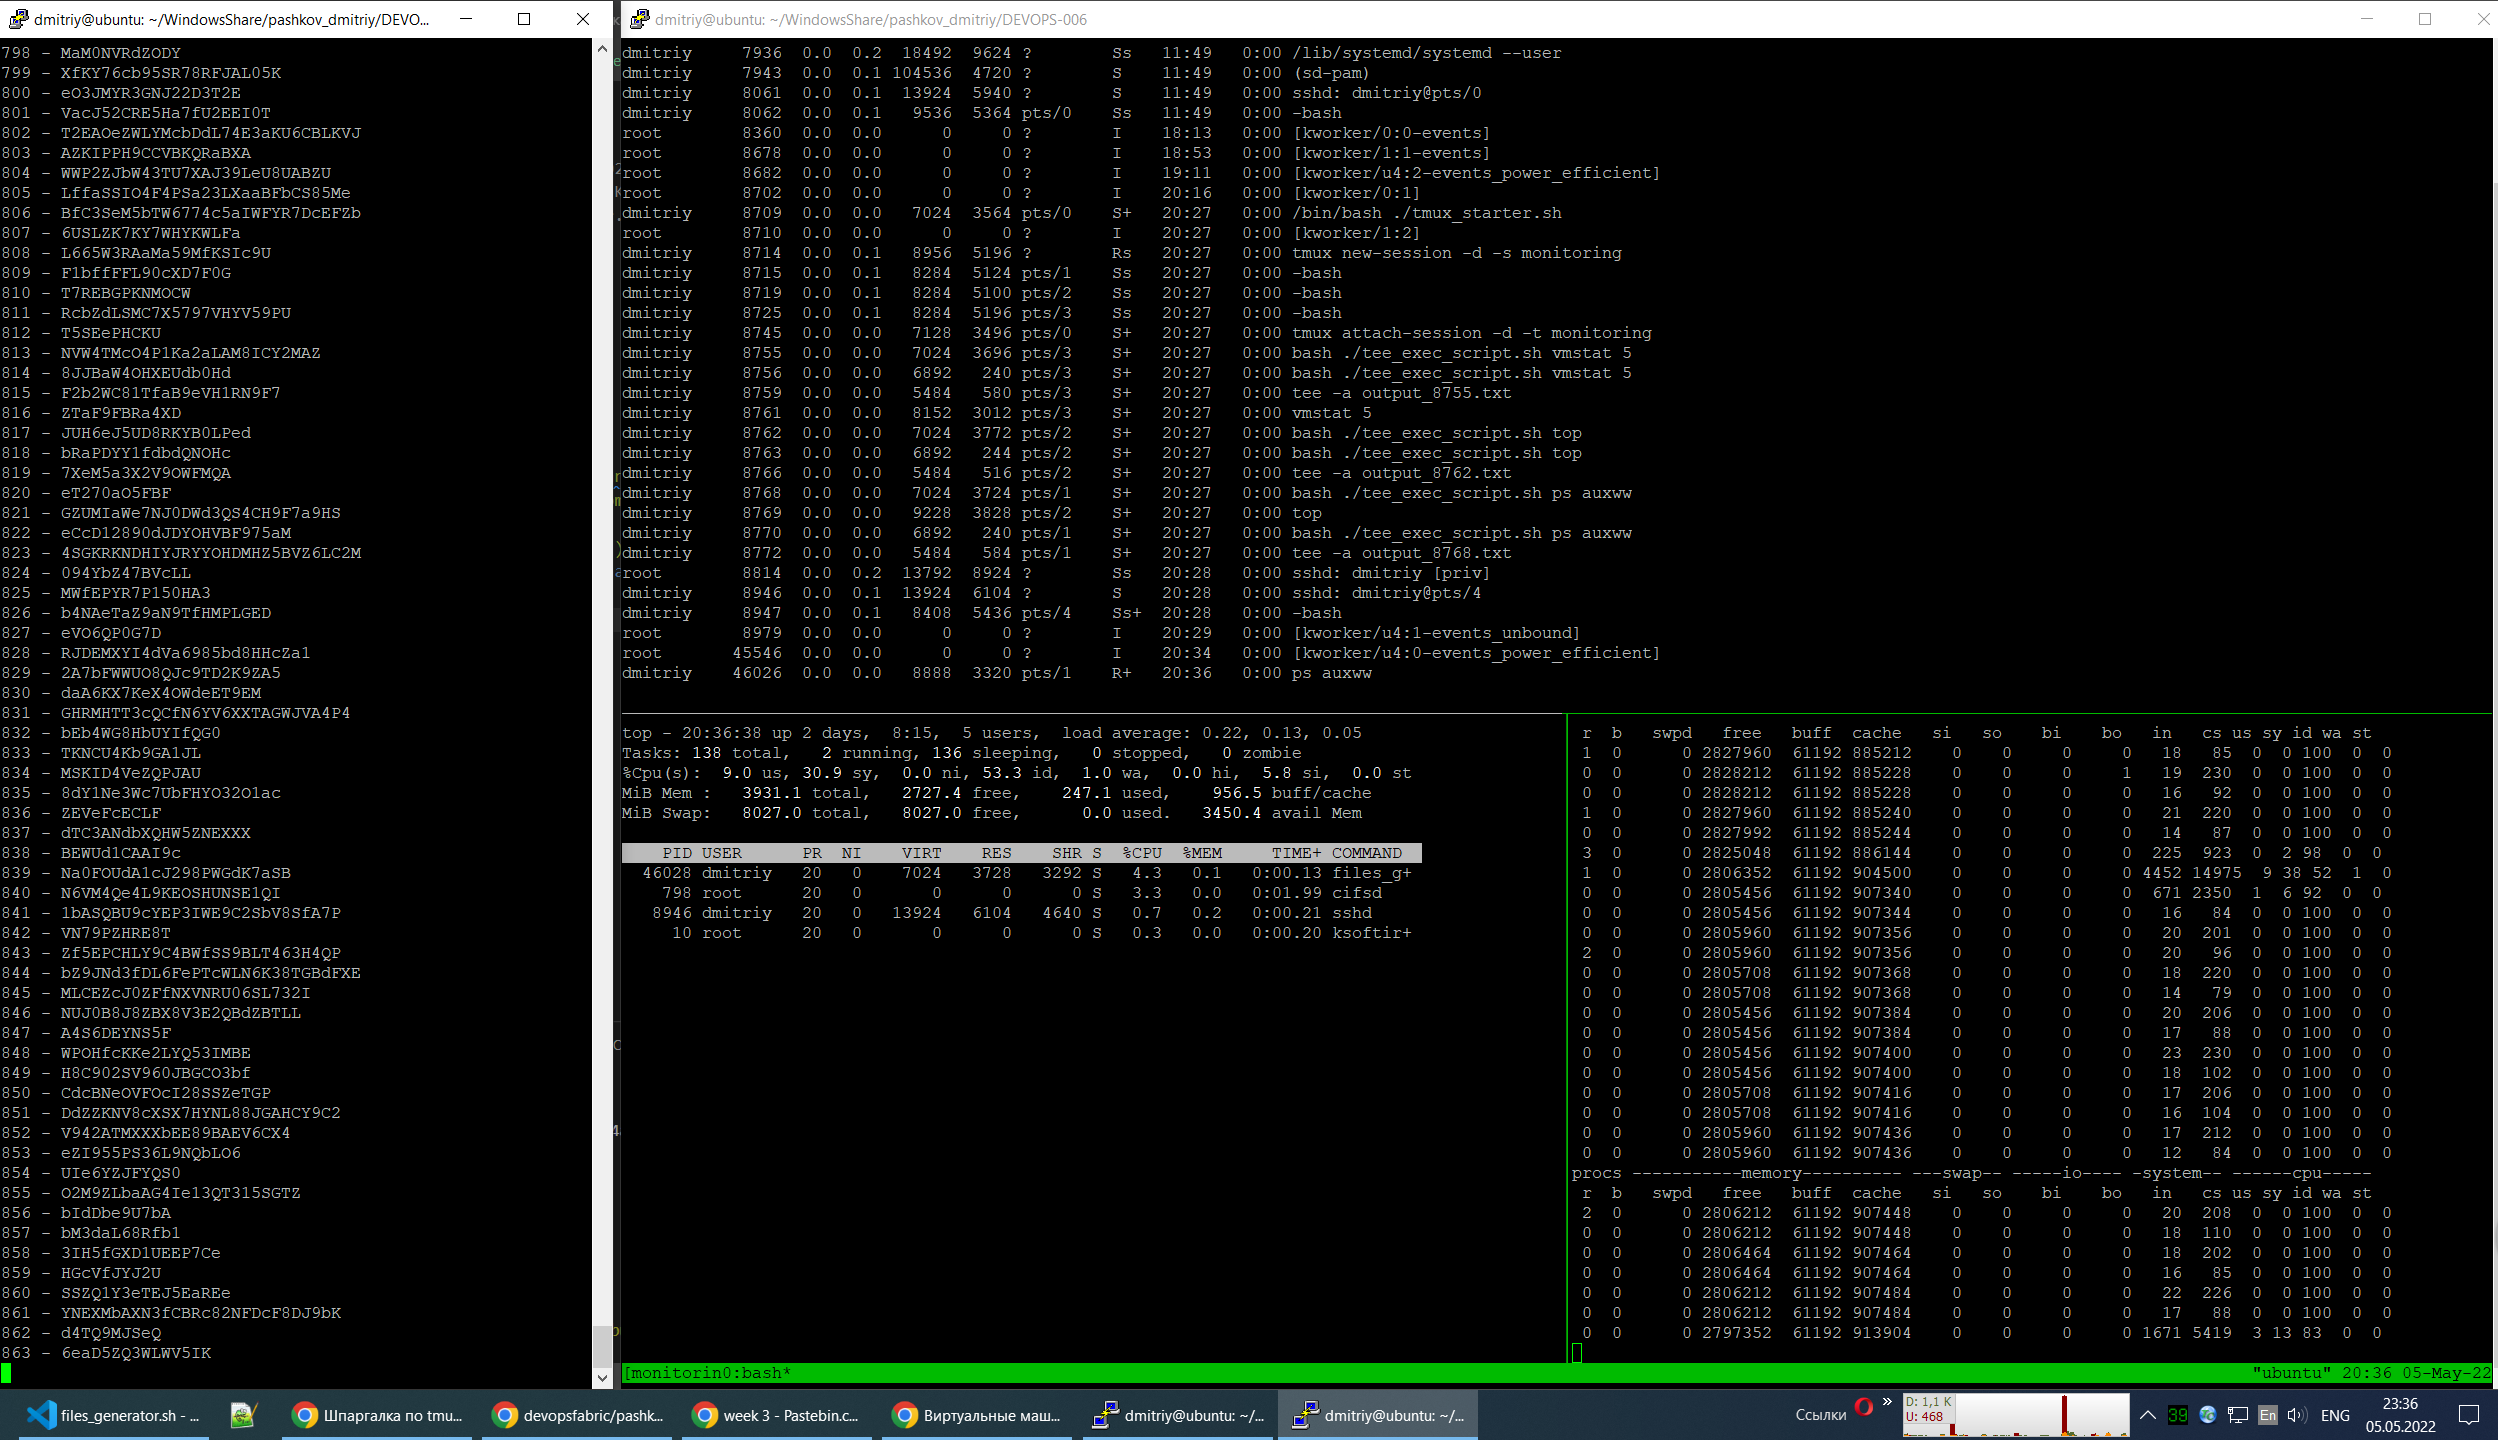 dmitriy@ubuntu: ~/WindowsShare/pashkov_dmitriy/DEVO...
798 - MaM0NVRdZODY
799 - XfKY76cb95SR78RFJAL05K
800 - eO3JMYR3GNJ22D3T2E
801 - VacJ52CRE5Ha7fU2EEI0T
802 - T2EAOeZWLYMcbDdL74E3aKU6CBLKVJ
803 - AZKIPPH9CCVBKQRaBXA
804 - WWP2ZJbW43TU7XAJ39LeU8UABZU
805 - LffaSSIO4F4PSa23LXaaBFbCS85Me
806 - BfC3SeM5bTW6774c5aIWFYR7DcEFZb
807 - 6USLZK7KY7WHYKWLFa
808 - L665W3RAaMa59MfKSIc9U
809 - F1bffFFL90cXD7F0G
810 - T7REBGPKNMOCW
811 - RcbZdLSMC7X5797VHYV59PU
812 - T5SEePHCKU
813 - NVW4TMcO4P1Ka2aLAM8ICY2MAZ
814 - 8JJBaW4OHXEUdb0Hd
815 - F2b2WC81TfaB9eVH1RN9F7
816 - ZTaF9FBRa4XD
817 - JUH6eJ5UD8RKYB0LPed
818 - bRaPDYY1fdbdQNOHc
819 - 7XeM5a3X2V9OWFMQA
820 - eT270aO5FBF
821 - GZUMIaWe7NJ0DWd3QS4CH9F7a9HS
822 - eCcD12890dJDYOHVBF975aM
823 - 4SGKRKNDHIYJRYYOHDMHZ5BVZ6LC2M
824 - 094YbZ47BVcLL
825 - MWfEPYR7P150HA3
826 - b4NAeTaZ9aN9TfHMPLGED
827 - eVO6QP0G7D
828 - RJDEMXYI4dVa6985bd8HHcZa1
829 - 2A7bFWWUO8QJc9TD2K9ZA5
830 - daA6KX7KeX4OWdeET9EM
831 - GHRMHTT3cQCfN6YV6XXTAGWJVA4P4
832 - bEb4WG8HbUYIfQG0
833 - TKNCU4Kb9GA1JL
834 - MSKID4VeZQPJAU
835 - 8dY1Ne3Wc7UbFHYO32O1ac
836 - ZEVeFcECLF
837 - dTC3ANdbXQHW5ZNEXXX
838 - BEWUd1CAAI9c
839 - Na0FOUdA1cJ298PWGdK7aSB
840 - N6VM4Qe4L9KEOSHUNSE1QI
841 - 1bASQBU9cYEP3IWE9C2SbV8SfA7P
842 - VN79PZHRE8T
843 - Zf5EPCHLY9C4BWfSS9BLT463H4QP
844 - bZ9JNd3fDL6FePTcWLN6K38TGBdFXE
845 - MLCEZcJ0ZFfNXVNRU06SL732I
846 - NUJ0B8J8ZBX8V3E2QBdZBTLL
847 - A4S6DEYNS5F
848 - WPOHfcKKe2LYQ53IMBE
849 - H8C902SV960JBGCO3bf
850 - CdcBNeOVFOcI28SSZeTGP
851 - DdZZKNV8cXSX7HYNL88JGAHCY9C2
852 - V942ATMXXXbEE89BAEV6CX4
853 - eZI955PS36L9NQbLO6
854 - UIe6YZJFYQS0
855 - O2M9ZLbaAG4Ie13QT315SGTZ
856 - bIdDbe9U7bA
857 - bM3daL68Rfb1
858 - 3IH5fGXD1UEEP7Ce
859 - HGcVfJYJ2U
860 - SSZQ1Y3eTEJ5EaREe
861 - YNEXMbAXN3fCBRc82NFDcF8DJ9bK
862 - d4TQ9MJSeQ
863 - 6eaD5ZQ3WLWV5IK
dmitriy@ubuntu: ~/WindowsShare/pashkov_dmitriy/DEVOPS-006
dmitriy 7936 0.0 0.2 18492 9624 ? Ss 11:49 0:00 /lib/systemd/systemd --user
dmitriy 7943 0.0 0.1 104536 4720 ? S 11:49 0:00 (sd-pam)
dmitriy 8061 0.0 0.1 13924 5940 ? S 11:49 0:00 sshd: dmitriy@pts/0
dmitriy 8062 0.0 0.1 9536 5364 pts/0 Ss 11:49 0:00 -bash
root 8360 0.0 0.0 0 0 ? I 18:13 0:00 [kworker/0:0-events]
root 8678 0.0 0.0 0 0 ? I 18:53 0:00 [kworker/1:1-events]
root 8682 0.0 0.0 0 0 ? I 19:11 0:00 [kworker/u4:2-events_power_efficient]
root 8702 0.0 0.0 0 0 ? I 20:16 0:00 [kworker/0:1]
dmitriy 8709 0.0 0.0 7024 3564 pts/0 S+ 20:27 0:00 /bin/bash ./tmux_starter.sh
root 8710 0.0 0.0 0 0 ? I 20:27 0:00 [kworker/1:2]
dmitriy 8714 0.0 0.1 8956 5196 ? Rs 20:27 0:00 tmux new-session -d -s monitoring
dmitriy 8715 0.0 0.1 8284 5124 pts/1 Ss 20:27 0:00 -bash
dmitriy 8719 0.0 0.1 8284 5100 pts/2 Ss 20:27 0:00 -bash
dmitriy 8725 0.0 0.1 8284 5196 pts/3 Ss 20:27 0:00 -bash
dmitriy 8745 0.0 0.0 7128 3496 pts/0 S+ 20:27 0:00 tmux attach-session -d -t monitoring
dmitriy 8755 0.0 0.0 7024 3696 pts/3 S+ 20:27 0:00 bash ./tee_exec_script.sh vmstat 5
dmitriy 8756 0.0 0.0 6892 240 pts/3 S+ 20:27 0:00 bash ./tee_exec_script.sh vmstat 5
dmitriy 8759 0.0 0.0 5484 580 pts/3 S+ 20:27 0:00 tee -a output_8755.txt
dmitriy 8761 0.0 0.0 8152 3012 pts/3 S+ 20:27 0:00 vmstat 5
dmitriy 8762 0.0 0.0 7024 3772 pts/2 S+ 20:27 0:00 bash ./tee_exec_script.sh top
dmitriy 8763 0.0 0.0 6892 244 pts/2 S+ 20:27 0:00 bash ./tee_exec_script.sh top
dmitriy 8766 0.0 0.0 5484 516 pts/2 S+ 20:27 0:00 tee -a output_8762.txt
dmitriy 8768 0.0 0.0 7024 3724 pts/1 S+ 20:27 0:00 bash ./tee_exec_script.sh ps auxww
dmitriy 8769 0.0 0.0 9228 3828 pts/2 S+ 20:27 0:00 top
dmitriy 8770 0.0 0.0 6892 240 pts/1 S+ 20:27 0:00 bash ./tee_exec_script.sh ps auxww
dmitriy 8772 0.0 0.0 5484 584 pts/1 S+ 20:27 0:00 tee -a output_8768.txt
root 8814 0.0 0.2 13792 8924 ? Ss 20:28 0:00 sshd: dmitriy [priv]
dmitriy 8946 0.0 0.1 13924 6104 ? S 20:28 0:00 sshd: dmitriy@pts/4
dmitriy 8947 0.0 0.1 8408 5436 pts/4 Ss+ 20:28 0:00 -bash
root 8979 0.0 0.0 0 0 ? I 20:29 0:00 [kworker/u4:1-events_unbound]
root 45546 0.0 0.0 0 0 ? I 20:34 0:00 [kworker/u4:0-events_power_efficient]
dmitriy 46026 0.0 0.0 8888 3320 pts/1 R+ 20:36 0:00 ps auxww
top - 20:36:38 up 2 days, 8:15, 5 users, load average: 0.22, 0.13, 0.05
Tasks: 138 total, 2 running, 136 sleeping, 0 stopped, 0 zombie
%Cpu(s): 9.0 us, 30.9 sy, 0.0 ni, 53.3 id, 1.0 wa, 0.0 hi, 5.8 si, 0.0 st
MiB Mem : 3931.1 total, 2727.4 free, 247.1 used, 956.5 buff/cache
MiB Swap: 8027.0 total, 8027.0 free, 0.0 used. 3450.4 avail Mem
PID USER PR NI VIRT RES SHR S %CPU %MEM TIME+ COMMAND
46028 dmitriy 20 0 7024 3728 3292 S 4.3 0.1 0:00.13 files_g+
798 root 20 0 0 0 0 S 3.3 0.0 0:01.99 cifsd
8946 dmitriy 20 0 13924 6104 4640 S 0.7 0.2 0:00.21 sshd
10 root 20 0 0 0 0 S 0.3 0.0 0:00.20 ksoftir+
r b swpd free buff cache si so bi bo in cs us sy id wa st
1 0 0 2827960 61192 885212 0 0 0 0 18 85 0 0 100 0 0
0 0 0 2828212 61192 885228 0 0 0 1 19 230 0 0 100 0 0
0 0 0 2828212 61192 885228 0 0 0 0 16 92 0 0 100 0 0
1 0 0 2827960 61192 885240 0 0 0 0 21 220 0 0 100 0 0
0 0 0 2827992 61192 885244 0 0 0 0 14 87 0 0 100 0 0
3 0 0 2825048 61192 886144 0 0 0 0 225 923 0 2 98 0 0
1 0 0 2806352 61192 904500 0 0 0 0 4452 14975 9 38 52 1 0
0 0 0 2805456 61192 907340 0 0 0 0 671 2350 1 6 92 0 0
0 0 0 2805456 61192 907344 0 0 0 0 16 84 0 0 100 0 0
0 0 0 2805960 61192 907356 0 0 0 0 20 201 0 0 100 0 0
2 0 0 2805960 61192 907356 0 0 0 0 20 96 0 0 100 0 0
0 0 0 2805708 61192 907368 0 0 0 0 18 220 0 0 100 0 0
0 0 0 2805708 61192 907368 0 0 0 0 14 79 0 0 100 0 0
0 0 0 2805456 61192 907384 0 0 0 0 20 206 0 0 100 0 0
0 0 0 2805456 61192 907384 0 0 0 0 17 88 0 0 100 0 0
0 0 0 2805456 61192 907400 0 0 0 0 23 230 0 0 100 0 0
0 0 0 2805456 61192 907400 0 0 0 0 18 102 0 0 100 0 0
0 0 0 2805708 61192 907416 0 0 0 0 17 206 0 0 100 0 0
0 0 0 2805708 61192 907416 0 0 0 0 16 104 0 0 100 0 0
0 0 0 2805960 61192 907436 0 0 0 0 17 212 0 0 100 0 0
0 0 0 2805960 61192 907436 0 0 0 0 12 84 0 0 100 0 0
procs -----------memory---------- ---swap-- -----io---- -system-- ------cpu-----
r b swpd free buff cache si so bi bo in cs us sy id wa st
2 0 0 2806212 61192 907448 0 0 0 0 20 208 0 0 100 0 0
0 0 0 2806212 61192 907448 0 0 0 0 18 110 0 0 100 0 0
0 0 0 2806464 61192 907464 0 0 0 0 18 202 0 0 100 0 0
0 0 0 2806464 61192 907464 0 0 0 0 16 85 0 0 100 0 0
0 0 0 2806212 61192 907484 0 0 0 0 22 226 0 0 100 0 0
0 0 0 2806212 61192 907484 0 0 0 0 17 88 0 0 100 0 0
0 0 0 2797352 61192 913904 0 0 0 0 1671 5419 3 13 83 0 0
[monitorin0:bash* "ubuntu" 20:36 05-May-22
files_generator.sh - ...
Шпаргалка по tmu...
devopsfabric/pashk...
week 3 - Pastebin.c...
Виртуальные маш...
dmitriy@ubuntu: ~/...
dmitriy@ubuntu: ~/...
Ссылки
»
D: 1,1 K
U: 468
39
En
ENG
23:36
05.05.2022